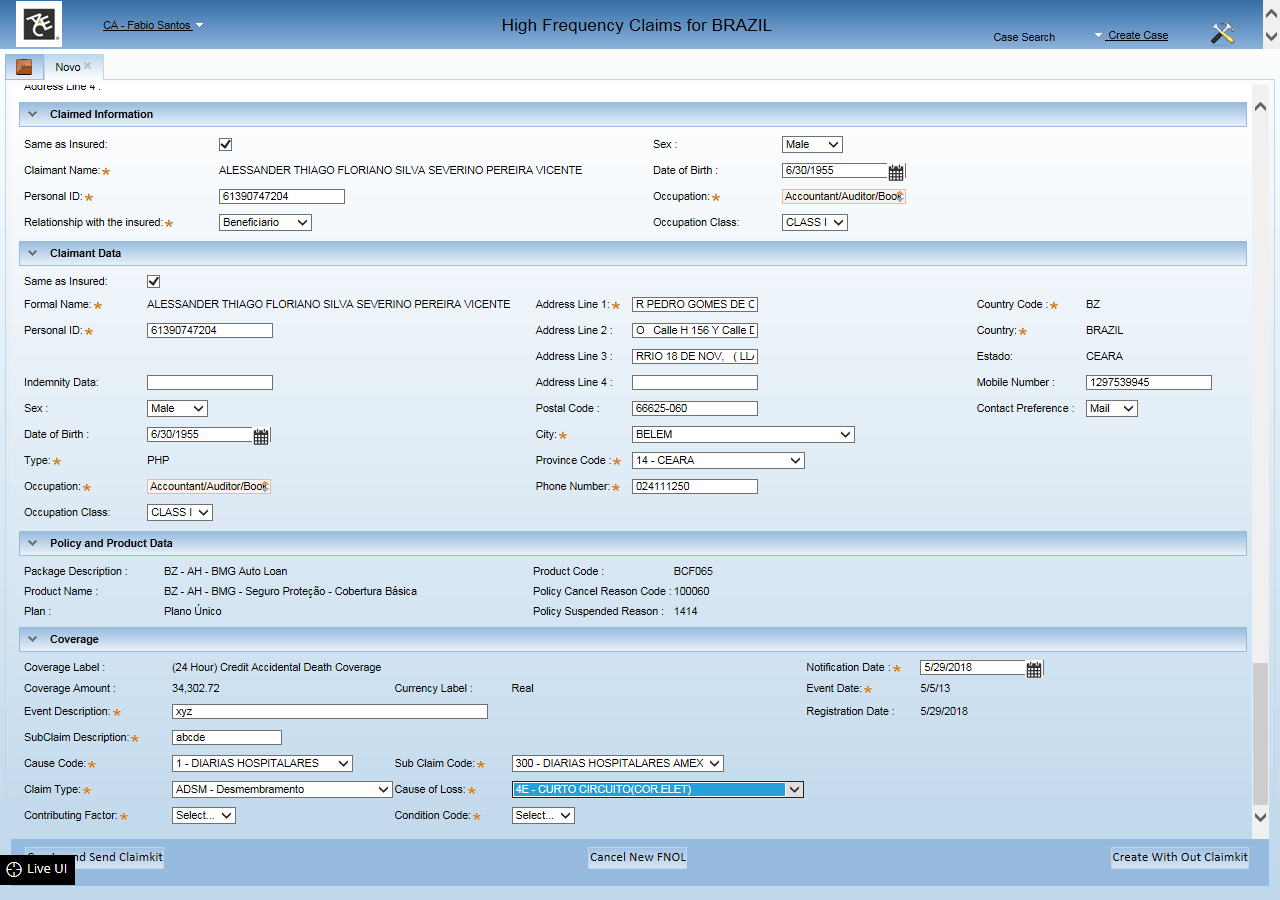 ACE
CA - Fabio Santos
High Frequency Claims for BRAZIL
Case Search
Create Case
Novo
Address Line 4 :
Claimed Information
Same as Insured:
Sex :
Male
Claimant Name:
ALESSANDER THIAGO FLORIANO SILVA SEVERINO PEREIRA VICENTE
Date of Birth :
6/30/1955
Personal ID:
61390747204
Occupation:
Accountant/Auditor/Book
Relationship with the insured:
Beneficiario
Occupation Class:
CLASS I
Claimant Data
Same as Insured:
Formal Name:
ALESSANDER THIAGO FLORIANO SILVA SEVERINO PEREIRA VICENTE
Address Line 1:
R PEDRO GOMES DE
Country Code :
BZ
Personal ID:
61390747204
Address Line 2 :
O Calle H 156 Y Calle
Country:
BRAZIL
Address Line 3 :
RRIO 18 DE NOV, ( LL
Estado:
CEARA
Indemnity Data:
Address Line 4 :
Mobile Number :
1297539945
Sex :
Male
Postal Code :
66625-060
Contact Preference :
Mail
Date of Birth :
6/30/1955
City:
BELEM
Type:
PHP
Province Code :
14 - CEARA
Occupation:
Accountant/Auditor/Book
Phone Number:
024111250
Occupation Class:
CLASS I
Policy and Product Data
Package Description :
BZ - AH - BMG Auto Loan
Product Code :
BCF065
Product Name :
BZ - AH - BMG - Seguro Proteção - Cobertura Básica
Policy Cancel Reason Code :
100060
Plan :
Plano Único
Policy Suspended Reason :
1414
Coverage
Coverage Label :
(24 Hour) Credit Accidental Death Coverage
Notification Date :
5/29/2018
Coverage Amount :
34,302.72
Currency Label :
Real
Event Date:
5/5/13
Event Description:
xyz
Registration Date :
5/29/2018
SubClaim Description:
abcde
Cause Code:
1 - DIARIAS HOSPITALARES
Sub Claim Code:
300 - DIARIAS HOSPITALARES AMEX
Claim Type:
ADSM - Desmembramento
Cause of Loss:
4E - CURTO CIRCUITO(COR.ELET)
Contributing Factor:
Select...
Condition Code:
Select...
and Send Claimkit
Cancel New FNOL
Create With Out Claimkit
Live UI